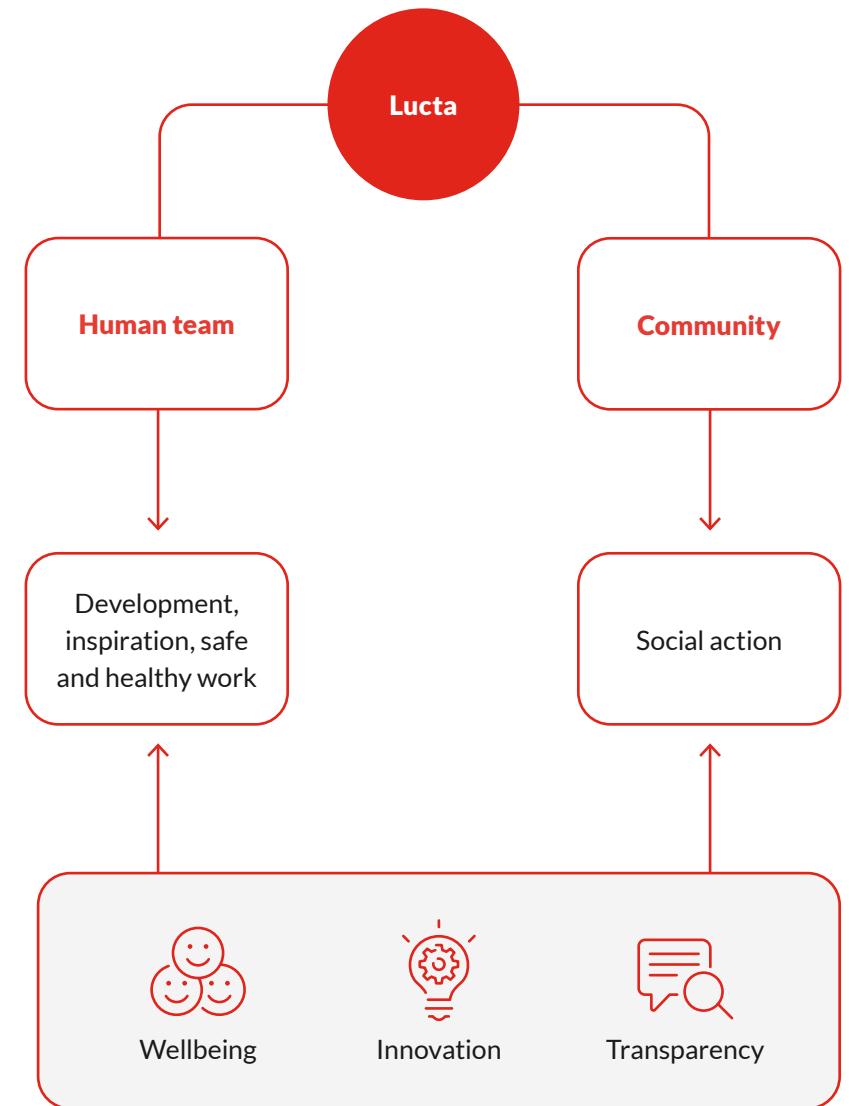 Lucta
Human team
Community
Development,
inspiration, safe
and healthy work
Social action
Wellbeing
Innovation
Transparency